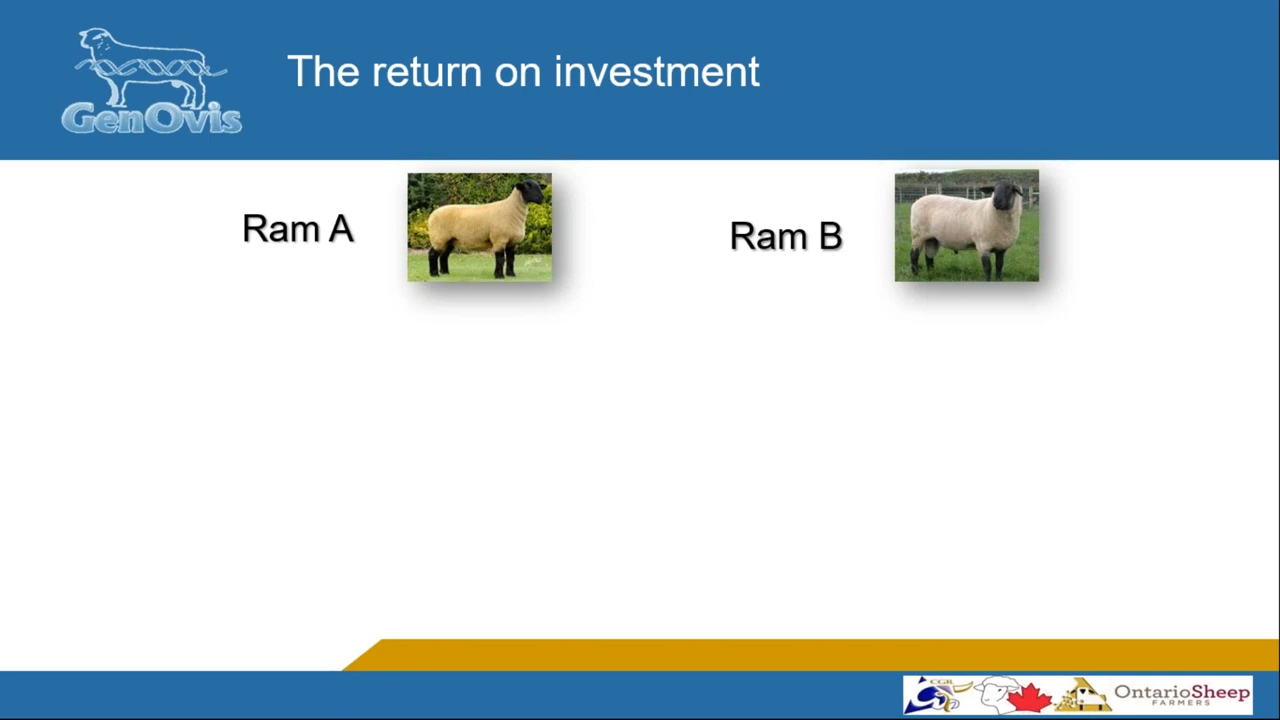 The return on investment
GenOvis
Ram A
Ram B
CGIL
OntarioSheep
FARMERS